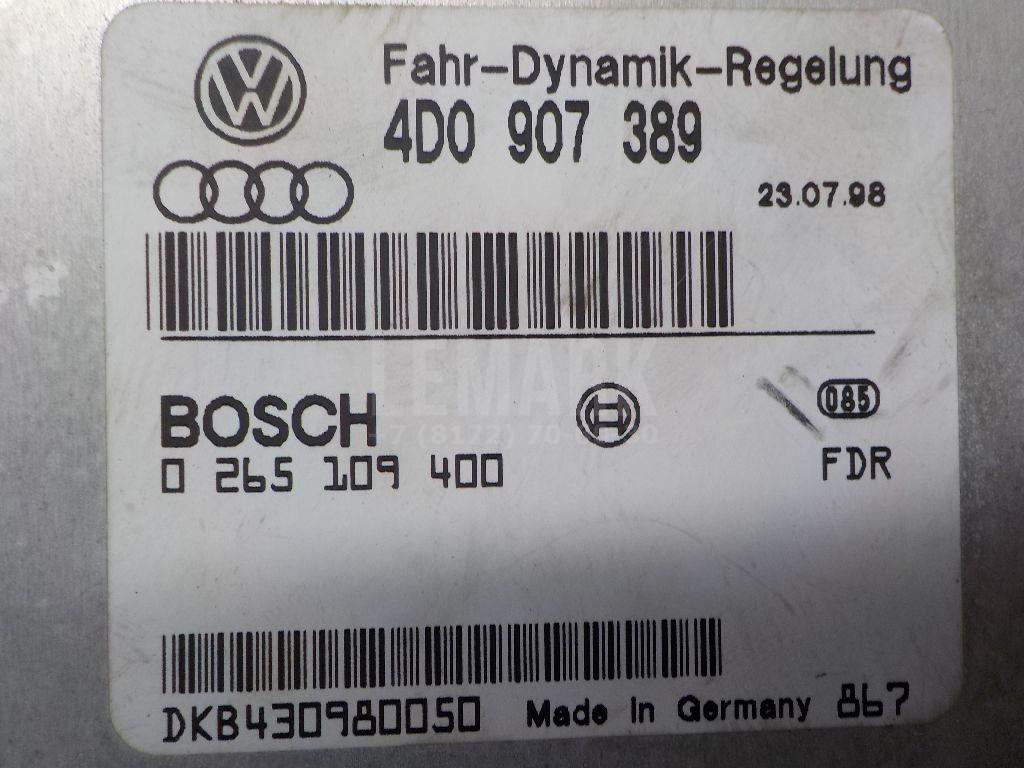 Fahr-Dynamik-Regelung
4D0 907 389
23.07.98
LEMARK
BOSCH
0 265 109 400
085
FDR
DKB430980050 Made In Germany 867